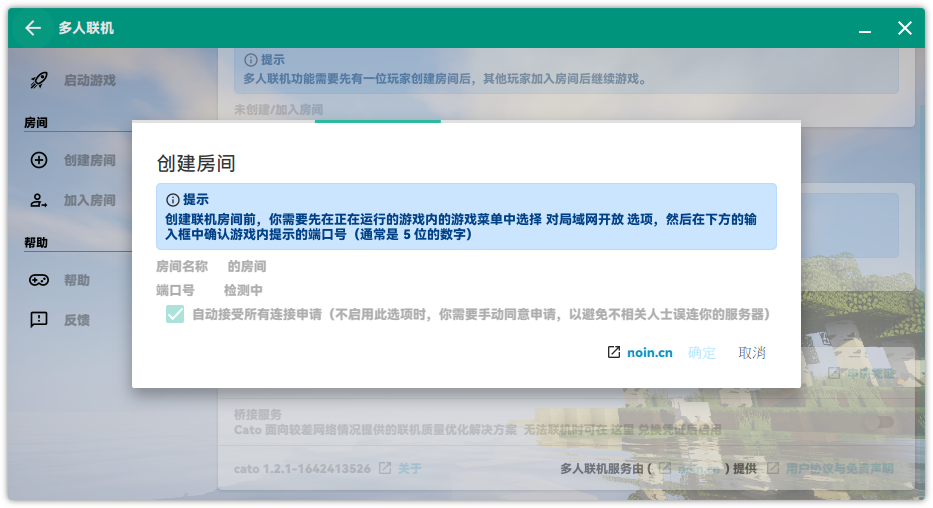 多人联机
启动游戏
房间
创建房间
加入房间
帮助
帮助
反馈
提示
多人联机功能需要先有一位玩家创建房间后，其他玩家加入房间后继续游戏。
未创建/加入房间
创建房间
提示
创建联机房间前，你需要先在正在运行的游戏内的游戏菜单中选择 对局域网开放 选项，然后在下方的输
入框中确认游戏内提示的端口号（通常是 5 位的数字）
房间名称 的房间
端口号 检测中
自动接受所有连接申请（不启用此选项时，你需要手动同意申请，以避免不相关人士误连你的服务器）
noin.cn 确定 取消
桥接服务
Cato 面向较差网络情况提供的联机质量优化解决方案 无法联机时可在 这里 兑换凭证后启用
cato 1.2.1-1642413526 关于
多人联机服务由 ( noin.cn ) 提供 用户协议与免责声明